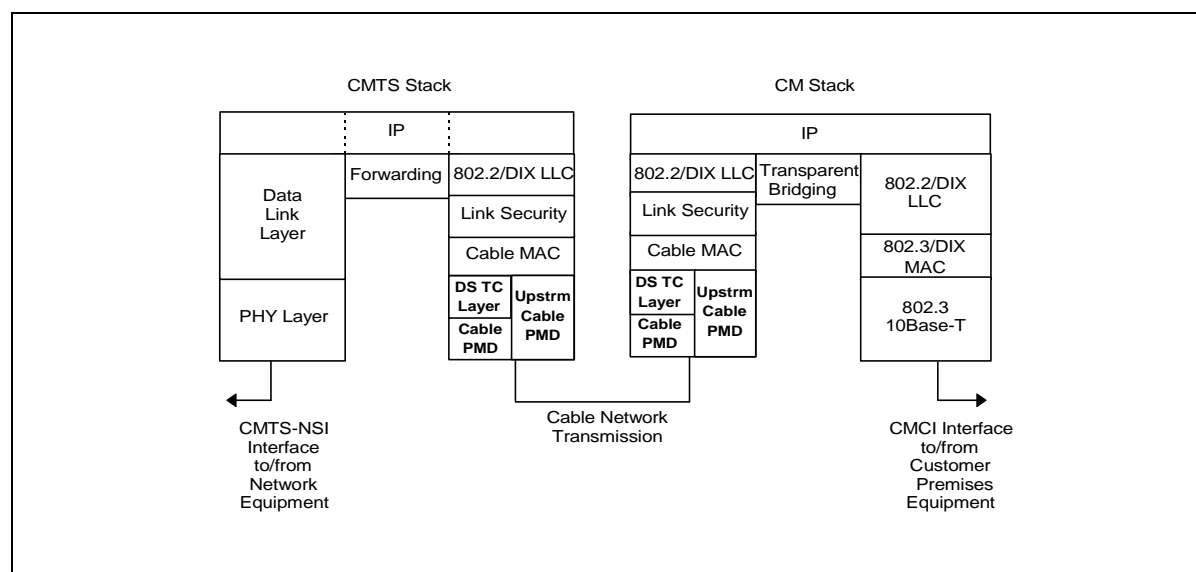 CMTS Stack
CM Stack
IP
IP
Data
Link
Layer
Forwarding
802.2/DIX LLC
Link Security
Cable MAC
PHY Layer
DS TC
Layer
Cable
PMD
Upstrm
Cable
PMD
802.2/DIX LLC
Transparent
Bridging
802.2/DIX
LLC
Link Security
Cable MAC
802.3/DIX
MAC
DS TC
Layer
Cable
PMD
Upstrm
Cable
PMD
802.3
10Base-T
Cable Network
Transmission
CMTS-NSI
Interface
to/from
Network
Equipment
CMCI Interface
to/from
Customer
Premises
Equipment